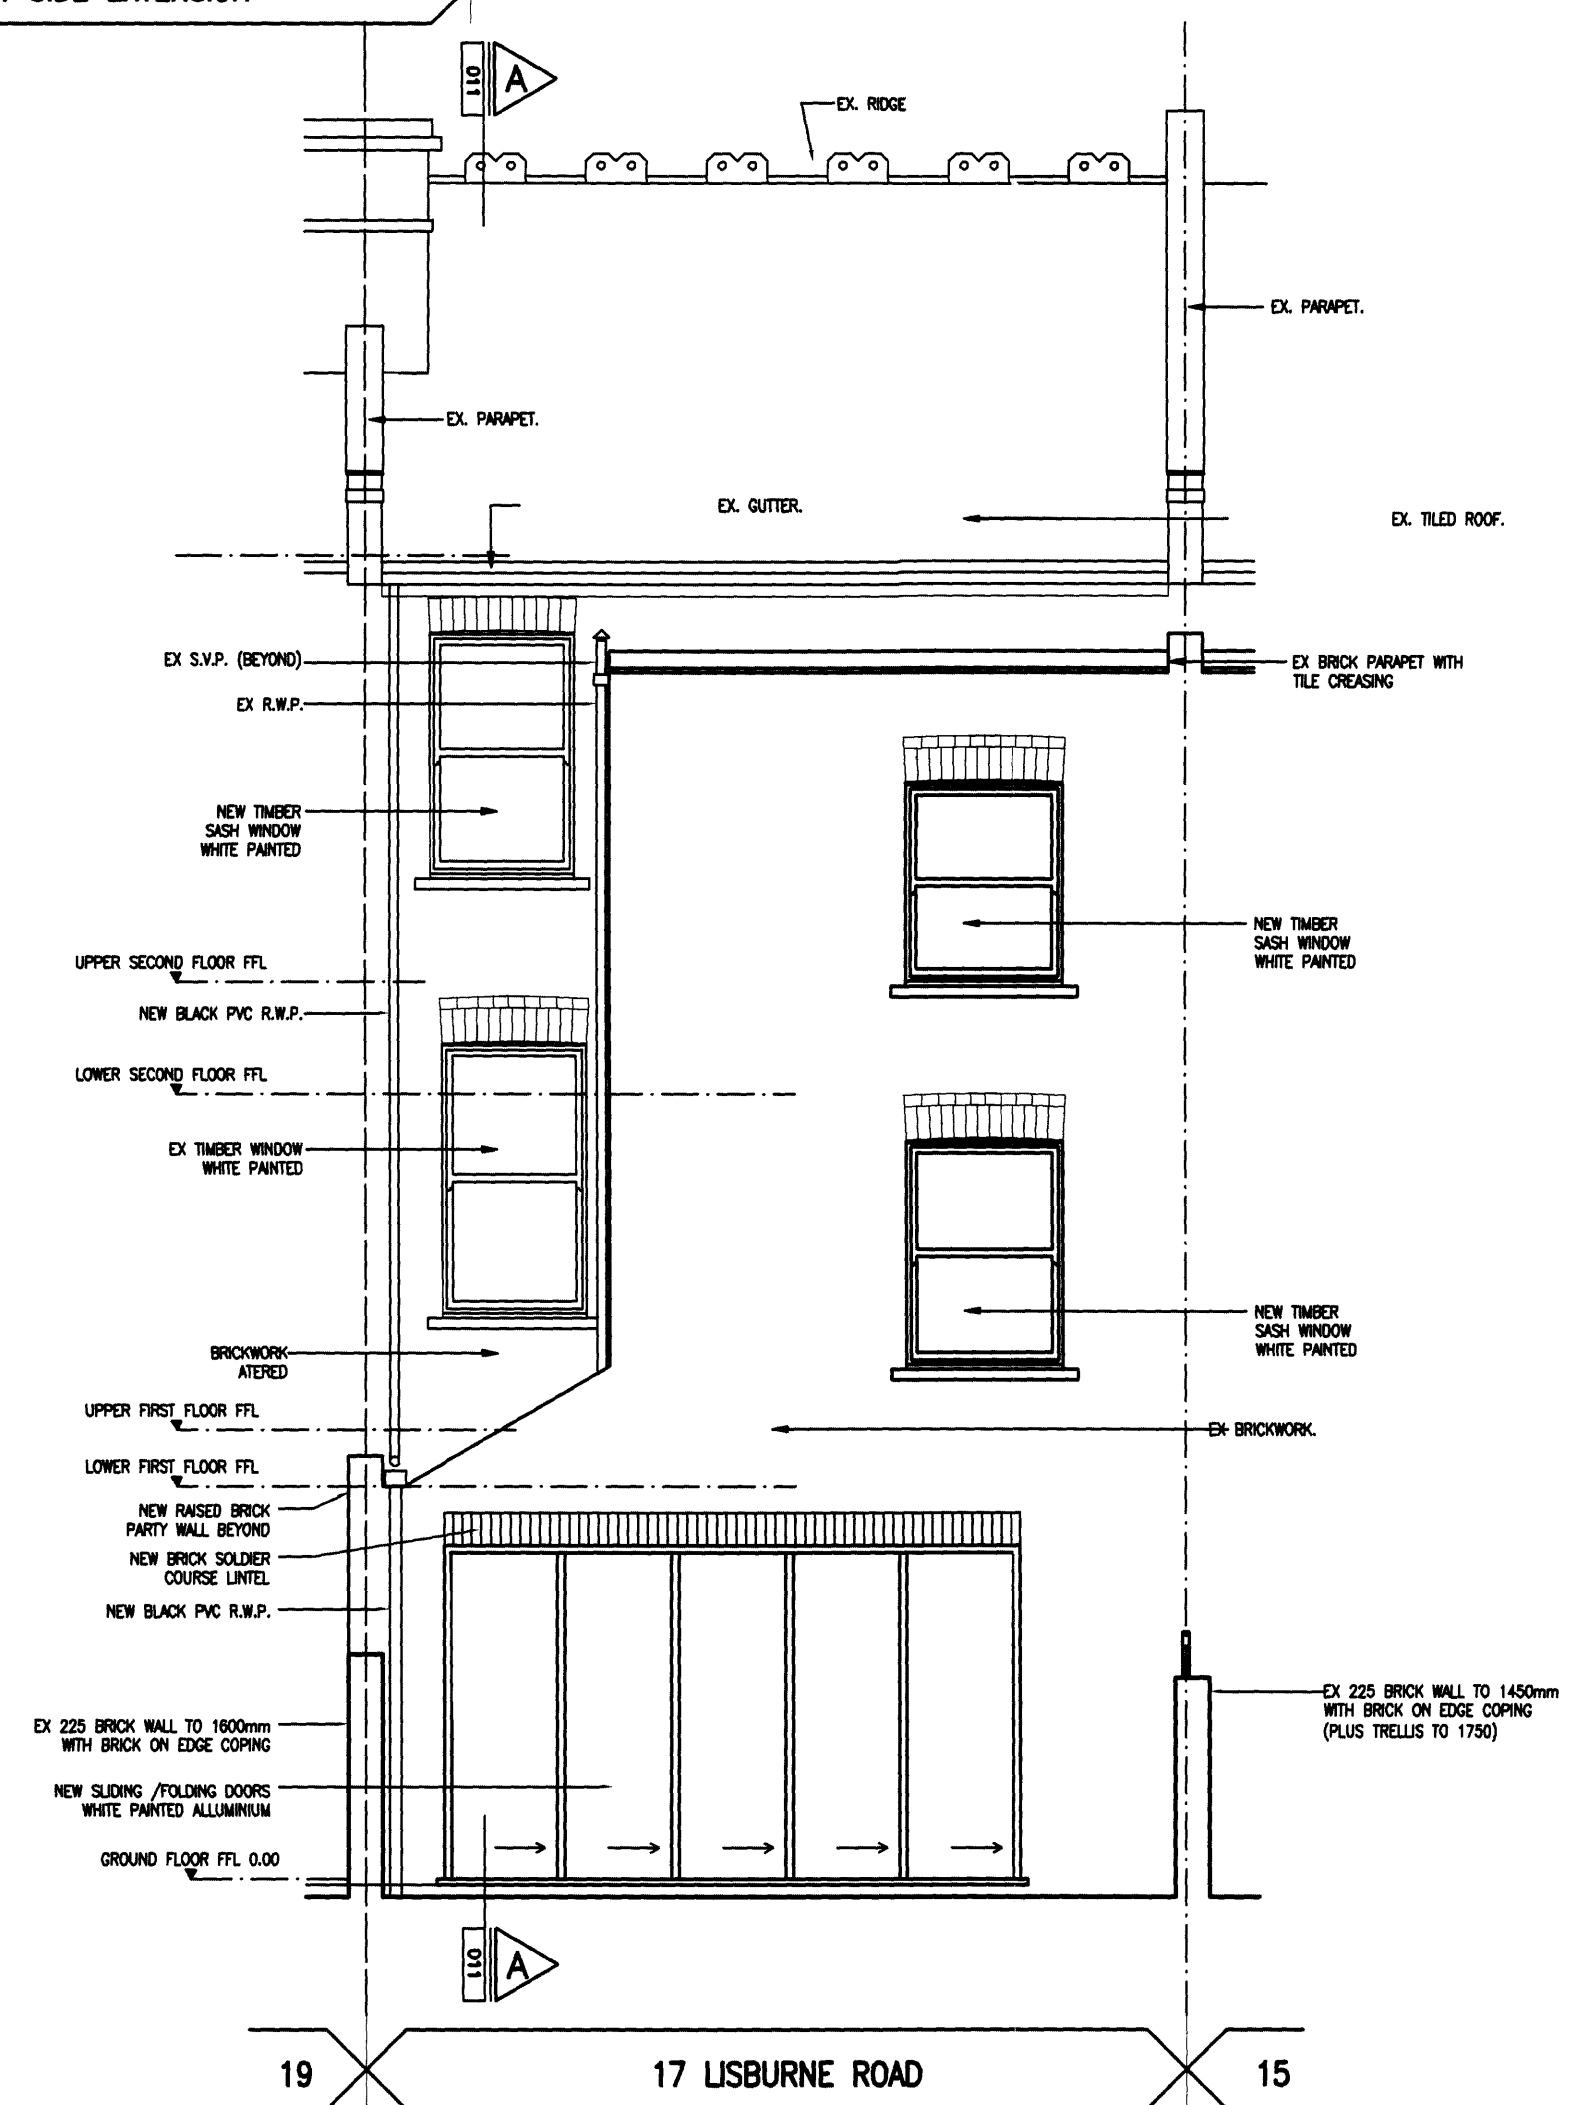 SIDE EXTENSION
011
A
EX. RIDGE
EX. PARAPET.
EX. PARAPET.
EX. GUTTER.
EX. TILED ROOF.
EX S.V.P. (BEYOND)
EX BRICK PARAPET WITH
TILE CREASING
EX R.W.P.
NEW TIMBER
SASH WINDOW
WHITE PAINTED
NEW TIMBER
SASH WINDOW
WHITE PAINTED
UPPER SECOND FLOOR FFL
NEW BLACK PVC R.W.P.
LOWER SECOND FLOOR FFL
EX TIMBER WINDOW
WHITE PAINTED
NEW TIMBER
SASH WINDOW
WHITE PAINTED
BRICKWORK
ATERED
UPPER FIRST FLOOR FFL
EX BRICKWORK.
LOWER FIRST FLOOR FFL
NEW RAISED BRICK
PARTY WALL BEYOND
NEW BRICK SOLDIER
COURSE LINTEL
NEW BLACK PVC R.W.P.
EX 225 BRICK WALL TO 1600mm
WITH BRICK ON EDGE COPING
EX 225 BRICK WALL TO 1450mm
WITH BRICK ON EDGE COPING
(PLUS TRELLIS TO 1750)
NEW SLIDING /FOLDING DOORS
WHITE PAINTED ALLUMINIUM
GROUND FLOOR FFL 0.00
011
A
19
17 LISBURNE ROAD
15